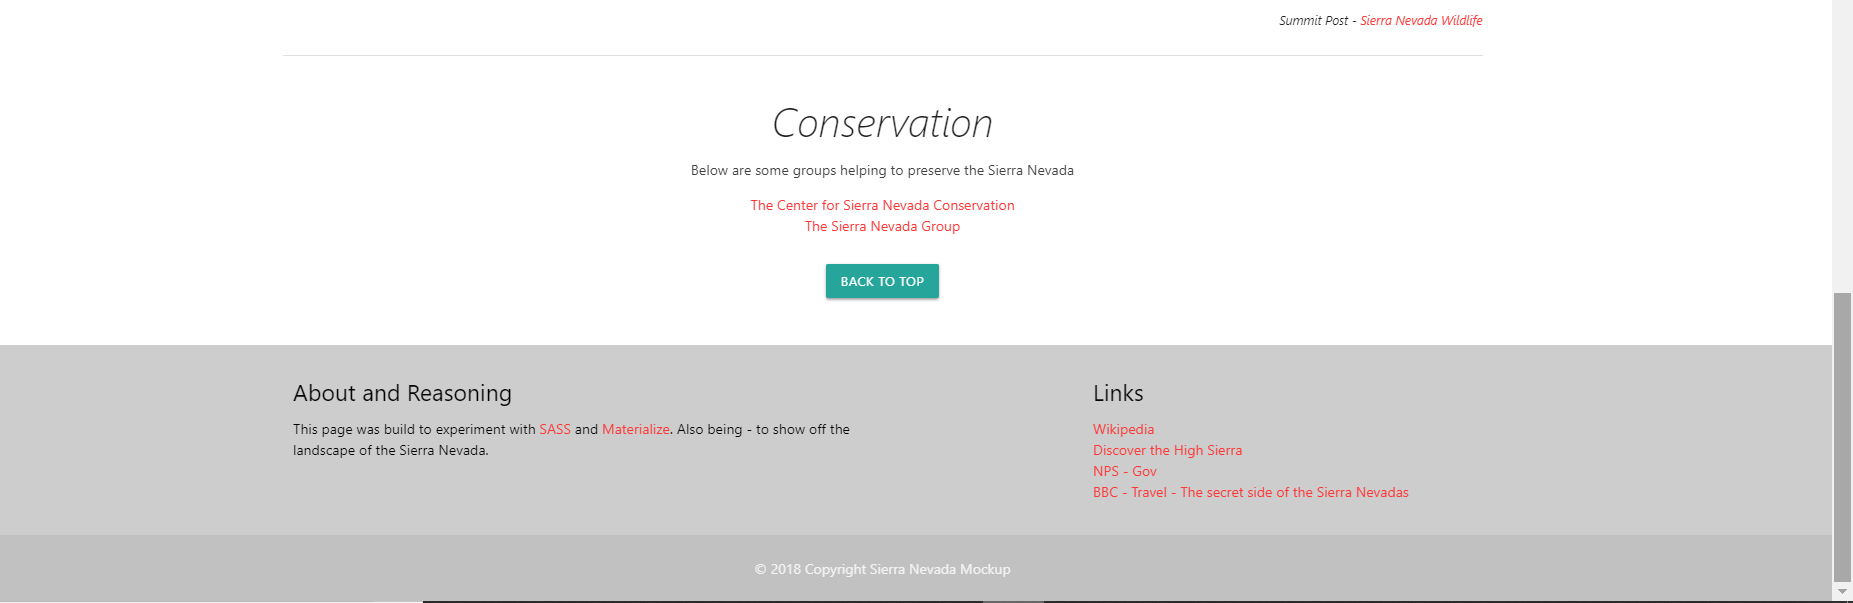 Summit Post - Sierra Nevada Wildlife
Conservation
Below are some groups helping to preserve the Sierra Nevada
The Center for Sierra Nevada Conservation
The Sierra Nevada Group
BACK TO TOP
About and Reasoning
This page was build to experiment with SASS and Materialize. Also being - to show off the
landscape of the Sierra Nevada.
Links
Wikipedia
Discover the High Sierra
NPS - Gov
BBC - Travel - The secret side of the Sierra Nevadas
© 2018 Copyright Sierra Nevada Mockup